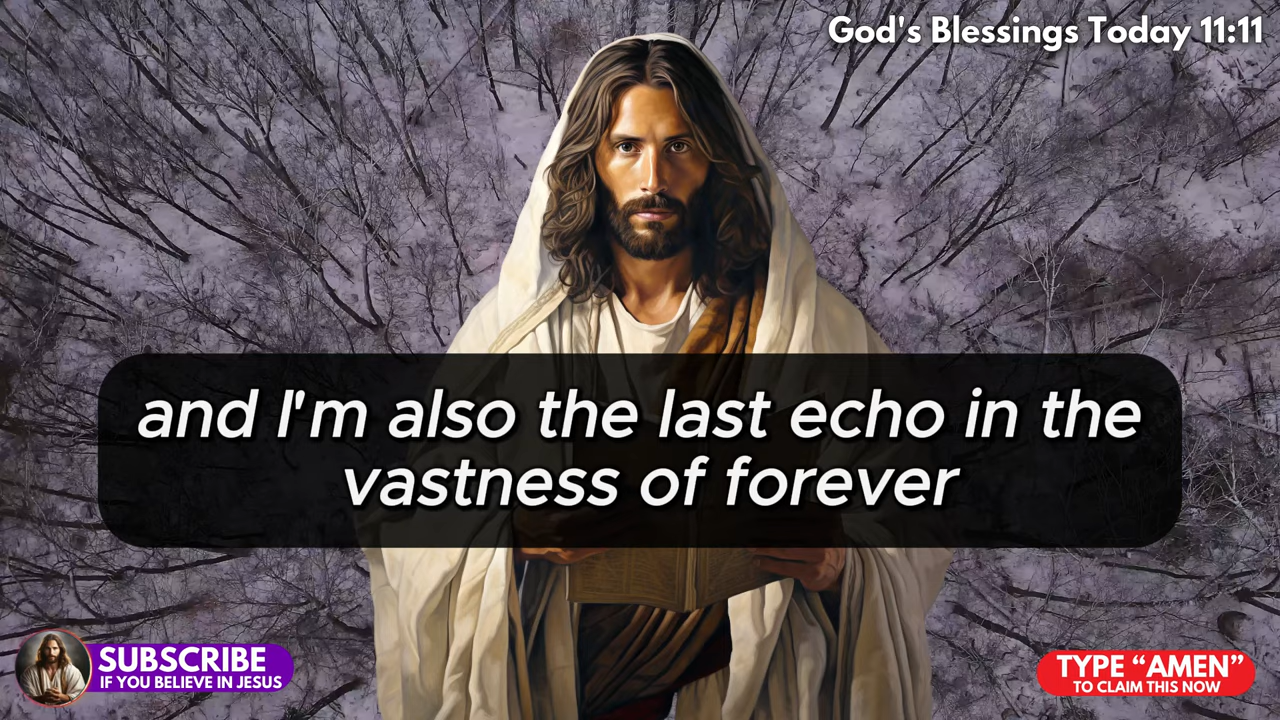 God's Blessings Today 11:11
and I'm also the last echo in the
vastness of forever
SUBSCRIBE
IF YOU BELIEVE IN JESUS
TYPE “AMEN”
TO CLAIM THIS NOW